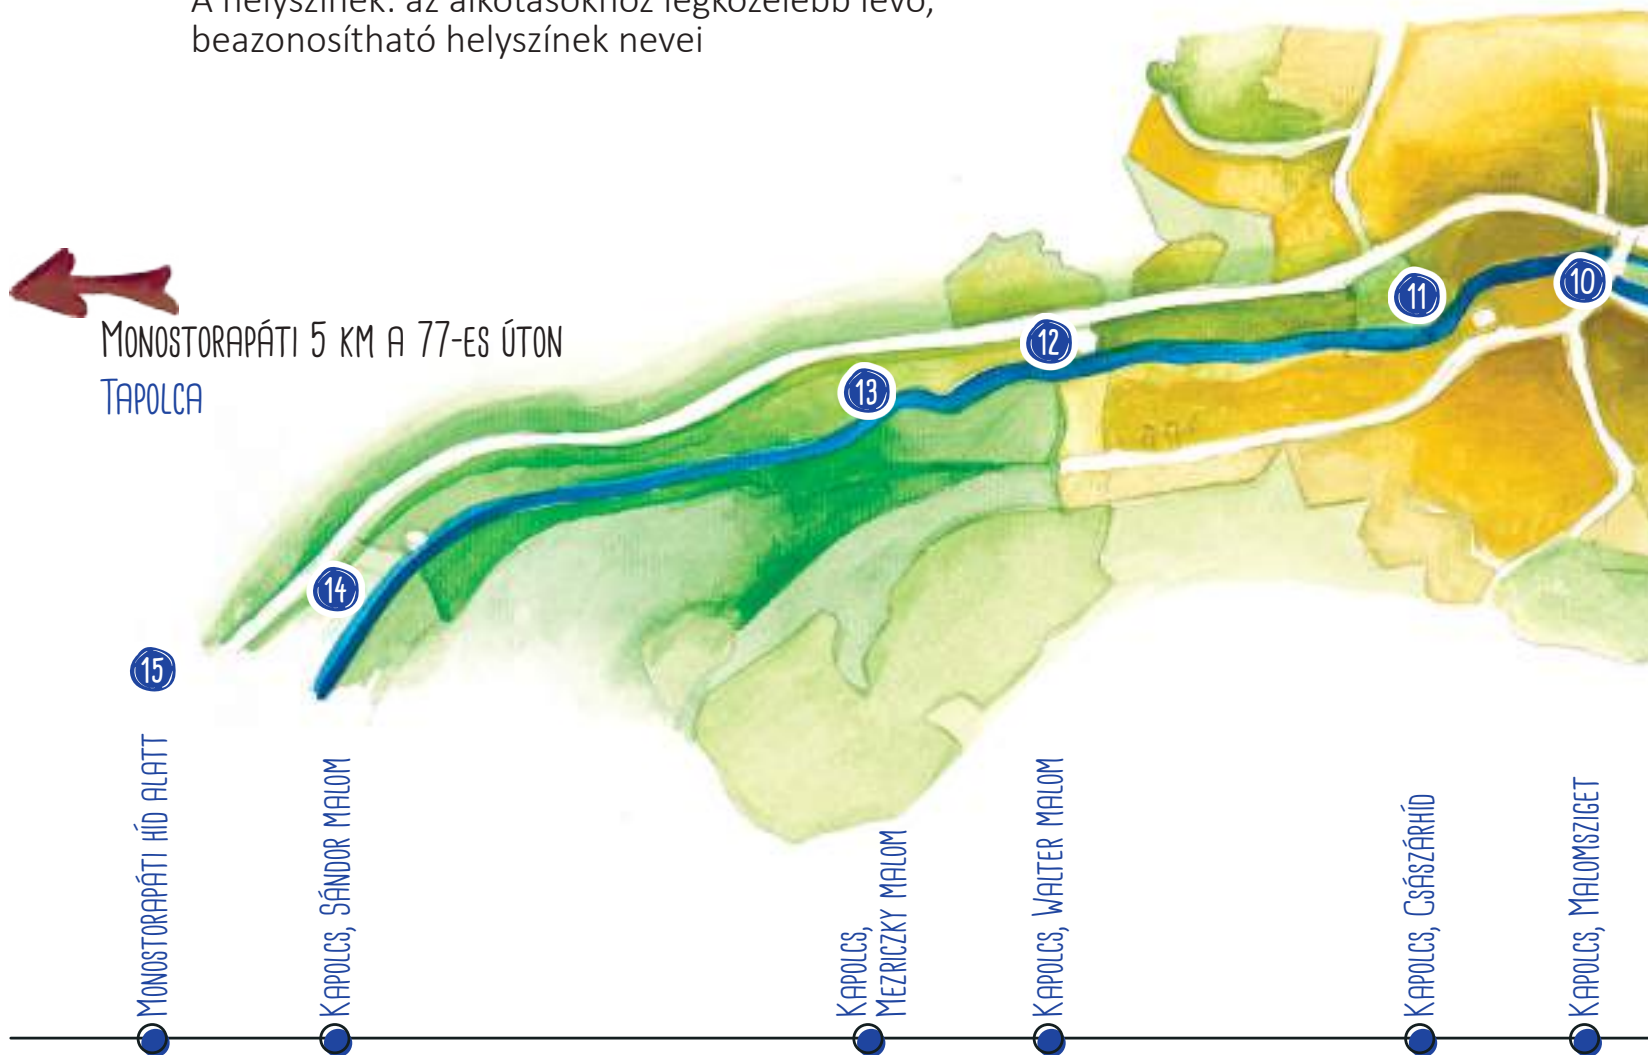 A helyszínek: az alkotásokhoz legközelebb lévő,
beazonosítható helyszínek nevei
MONOSTORAPÁTI 5 KM A 77-ES ÚTON
TAPOLCA
10
11
12
13
14
15
MONOSTORAPÁTI HÍD ALATT
KAPOLCS, SÁNDOR MALOM
KAPOLCS,
MEZRICZKY MALOM
KAPOLCS, WALTER MALOM
KAPOLCS, CSÁSZÁRHÍD
KAPOLCS, MALOMSZIGET